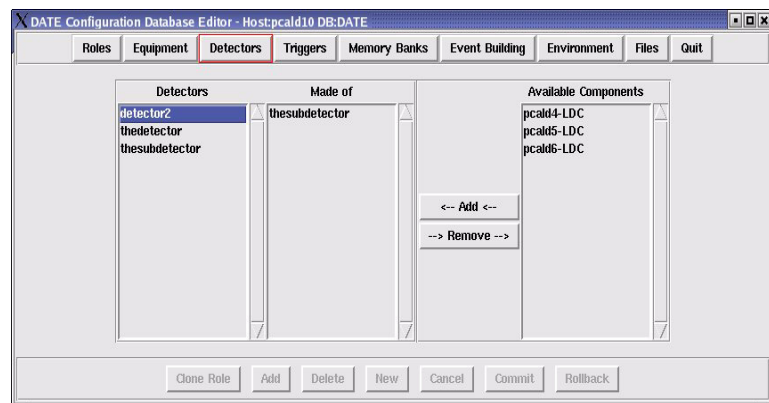 DATE Configuration Database Editor - Host:pcald10 DB:DATE
Roles Equipment Detectors Triggers Memory Banks Event Building Environment Files Quit
Detectors Made of Available Components
detector2 thesubdetector pcald4-LDC
thedetector pcald5-LDC
thesubdetector pcald6-LDC
<-- Add <--
--> Remove -->
Clone Role Add Delete New Cancel Commit Rollback